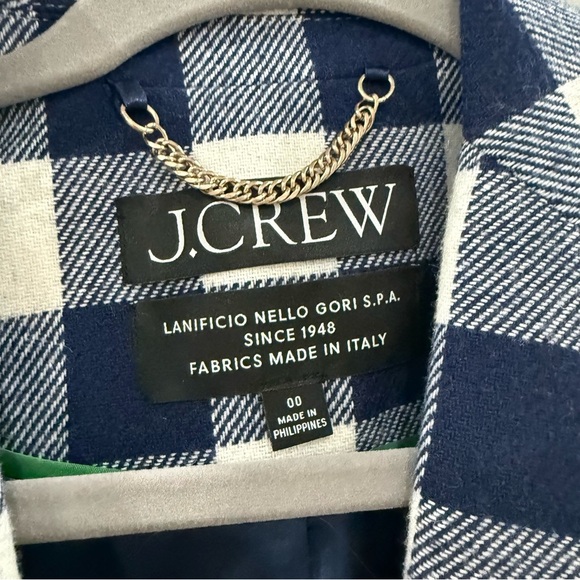 J.CREW
LANIFICIO NELLO GORI S.P.A.
SINCE 1948
FABRICS MADE IN ITALY
00
MADE IN
PHILIPPINES